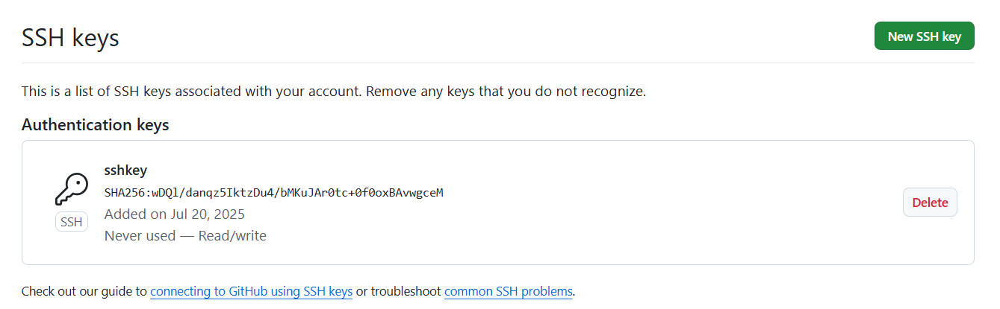 SSH keys
New SSH key
This is a list of SSH keys associated with your account. Remove any keys that you do not recognize.
Authentication keys
sshkey
SHA256:wDQl/danqz5IktzDu4/bMKuJAr0tc+0f0oxBAvwgceM
Added on Jul 20, 2025
Never used — Read/write
SSH
Delete
Check out our guide to connecting to GitHub using SSH keys or troubleshoot common SSH problems.